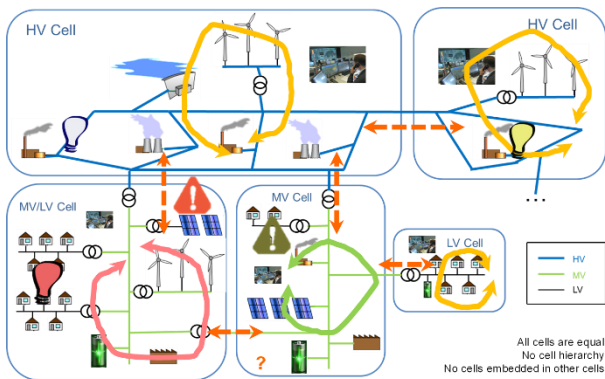 HV Cell
HV Cell
...
MV/LV Cell
MV Cell
LV Cell
?
HV
MV
LV
All cells are equal
No cell hierarchy
No cells embedded in other cells